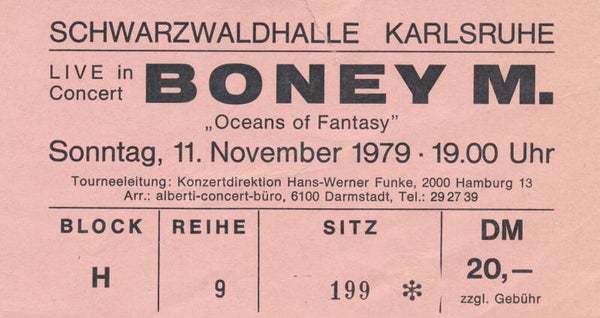 SCHWARZWALDHALLE KARLSRUHE
LIVE in Concert BONEY M.
„Oceans of Fantasy"
Sonntag, 11. November 1979 · 19.00 Uhr
Tourneeleitung: Konzertdirektion Hans-Werner Funke, 2000 Hamburg 13
Arr.: alberti-concert-büro, 6100 Darmstadt, Tel.: 29 27 39
BLOCK REIHE SITZ DM
H 9 199 * 20,—
zzgl. Gebühr